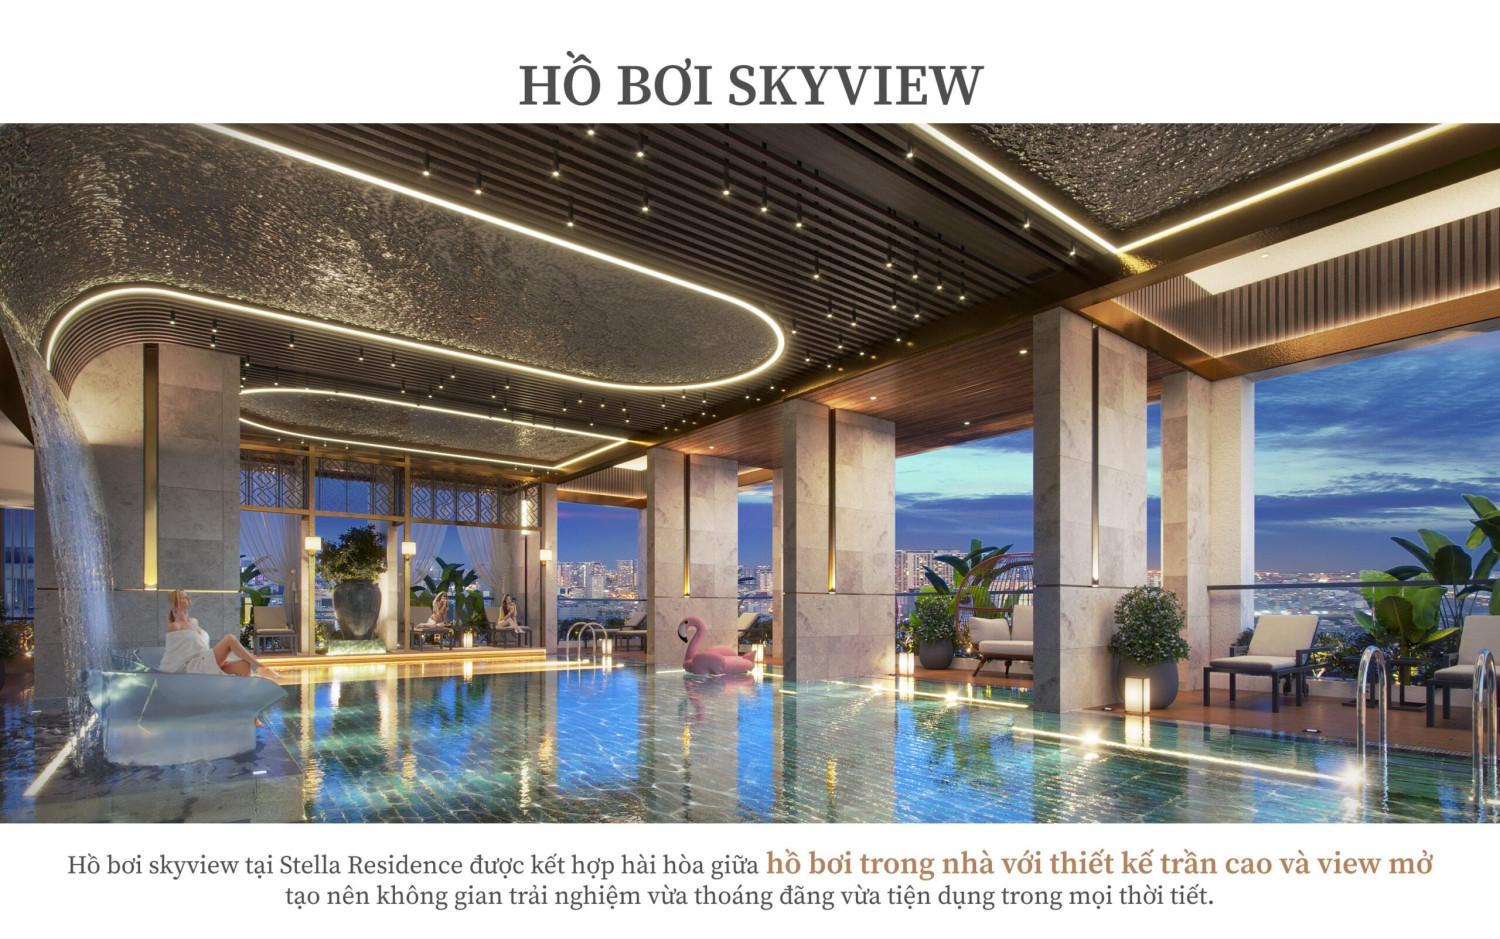 HỒ BƠI SKYVIEW
Hồ bơi skyview tại Stella Residence được kết hợp hài hòa giữa hồ bơi trong nhà với thiết kế trần cao và view mở
tạo nên không gian trải nghiệm vừa thoáng đãng vừa tiện dụng trong mọi thời tiết.